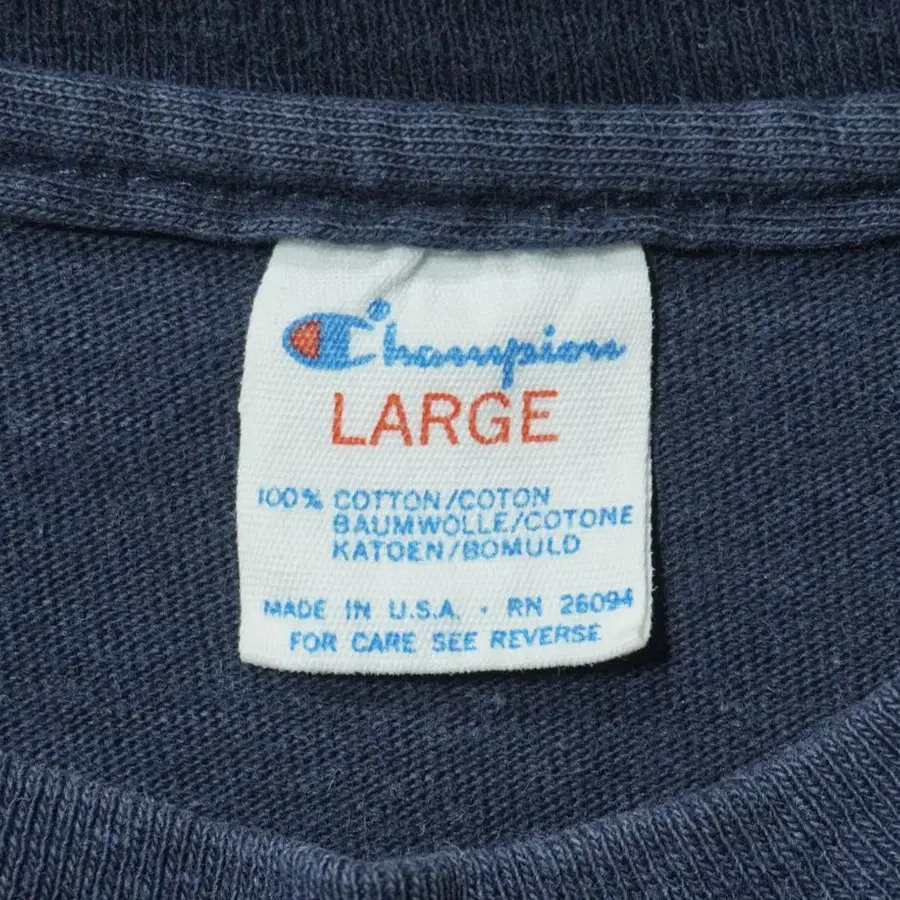 Champion
LARGE
100% COTTON/COTON
BAUMWOLLE/COTONE
KATOEN/BOMULD
MADE IN U.S.A. · RN 26094
FOR CARE SEE REVERSE